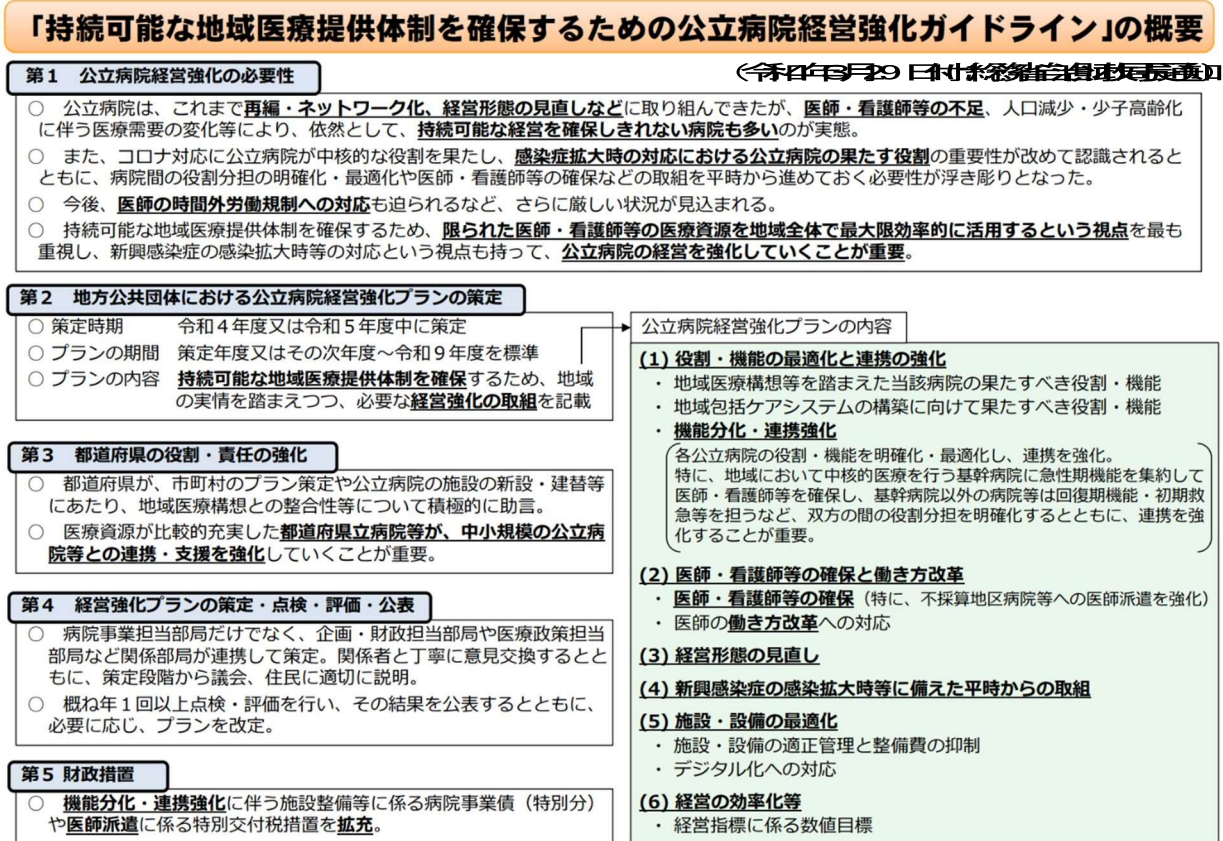 「持続可能な地域医療提供体制を確保するための公立病院経営強化ガイドライン」の概要
（令和4年3月29日付け総務省自治財政局長通知）
第１　公立病院経営強化の必要性
○　公立病院は、これまで再編・ネットワーク化、経営形態の見直しなどに取り組んできたが、医師・看護師等の不足、人口減少・少子高齢化
に伴う医療需要の変化等により、依然として、持続可能な経営を確保しきれない病院も多いのが実態。
○　また、コロナ対応に公立病院が中核的な役割を果たし、感染症拡大時の対応における公立病院の果たす役割の重要性が改めて認識されると
ともに、病院間の役割分担の明確化・最適化や医師・看護師等の確保などの取組を平時から進めておく必要性が浮き彫りとなった。
○　今後、医師の時間外労働規制への対応も迫られるなど、さらに厳しい状況が見込まれる。
○　持続可能な地域医療提供体制を確保するため、限られた医師・看護師等の医療資源を地域全体で最大限効率的に活用するという視点を最も
重視し、新興感染症の感染拡大時等の対応という視点も持って、公立病院の経営を強化していくことが重要。
第２　地方公共団体における公立病院経営強化プランの策定
○ 策定時期　令和４年度又は令和５年度中に策定
○ プランの期間　策定年度又はその次年度～令和９年度を標準
○ プランの内容　持続可能な地域医療提供体制を確保するため、地域
の実情を踏まえつつ、必要な経営強化の取組を記載
第３　都道府県の役割・責任の強化
○　都道府県が、市町村のプラン策定や公立病院の施設の新設・建替等
にあたり、地域医療構想との整合性等について積極的に助言。
○　医療資源が比較的充実した都道府県立病院等が、中小規模の公立病
院等との連携・支援を強化していくことが重要。
第４　経営強化プランの策定・点検・評価・公表
○　病院事業担当部局だけでなく、企画・財政担当部局や医療政策担当
部局など関係部局が連携して策定。関係者と丁寧に意見交換するとと
もに、策定段階から議会、住民に適切に説明。
○　概ね年１回以上点検・評価を行い、その結果を公表するとともに、
必要に応じ、プランを改定。
第５ 財政措置
○　機能分化・連携強化に伴う施設整備等に係る病院事業債（特別分）
や医師派遣に係る特別交付税措置を拡充。
公立病院経営強化プランの内容
(1) 役割・機能の最適化と連携の強化
・ 地域医療構想等を踏まえた当該病院の果たすべき役割・機能
・ 地域包括ケアシステムの構築に向けて果たすべき役割・機能
・ 機能分化・連携強化
各公立病院の役割・機能を明確化・最適化し、連携を強化。
特に、地域において中核的医療を行う基幹病院に急性期機能を集約して
医師・看護師等を確保し、基幹病院以外の病院等は回復期機能・初期救
急等を担うなど、双方の間の役割分担を明確化するとともに、連携を強
化することが重要。
(2) 医師・看護師等の確保と働き方改革
・ 医師・看護師等の確保（特に、不採算地区病院等への医師派遣を強化）
・ 医師の働き方改革への対応
(3) 経営形態の見直し
(4) 新興感染症の感染拡大時等に備えた平時からの取組
(5) 施設・設備の最適化
・ 施設・設備の適正管理と整備費の抑制
・ デジタル化への対応
(6) 経営の効率化等
・ 経営指標に係る数値目標